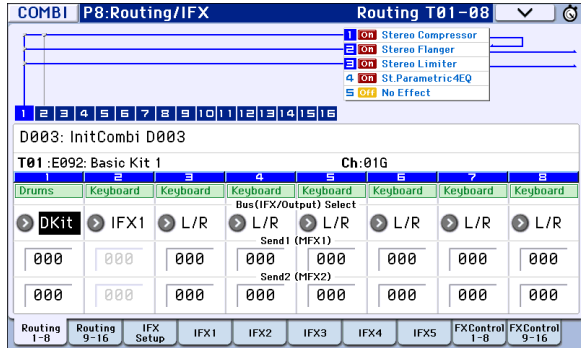 COMBI P8:Routing/IFX Routing T01-08
1 On Stereo Compressor
2 On Stereo Flanger
3 On Stereo Limiter
4 On St.Parametric4EQ
5 Off No Effect
1 2 3 4 5 6 7 8 9 10 11 12 13 14 15 16
D003: InitCombi D003
T01 :E092: Basic Kit 1 Ch:01G
1 2 3 4 5 6 7 8
Drums Keyboard Keyboard Keyboard Keyboard Keyboard Keyboard Keyboard
Bus(IFX/Output) Select
DKit IFX1 L/R L/R L/R L/R L/R L/R
Send1 (MFX1)
000 000 000 000 000 000 000 000
Send2 (MFX2)
000 000 000 000 000 000 000 000
Routing 1-8 Routing 9-16 IFX Setup IFX1 IFX2 IFX3 IFX4 IFX5 FXControl 1-8 FXControl 9-16